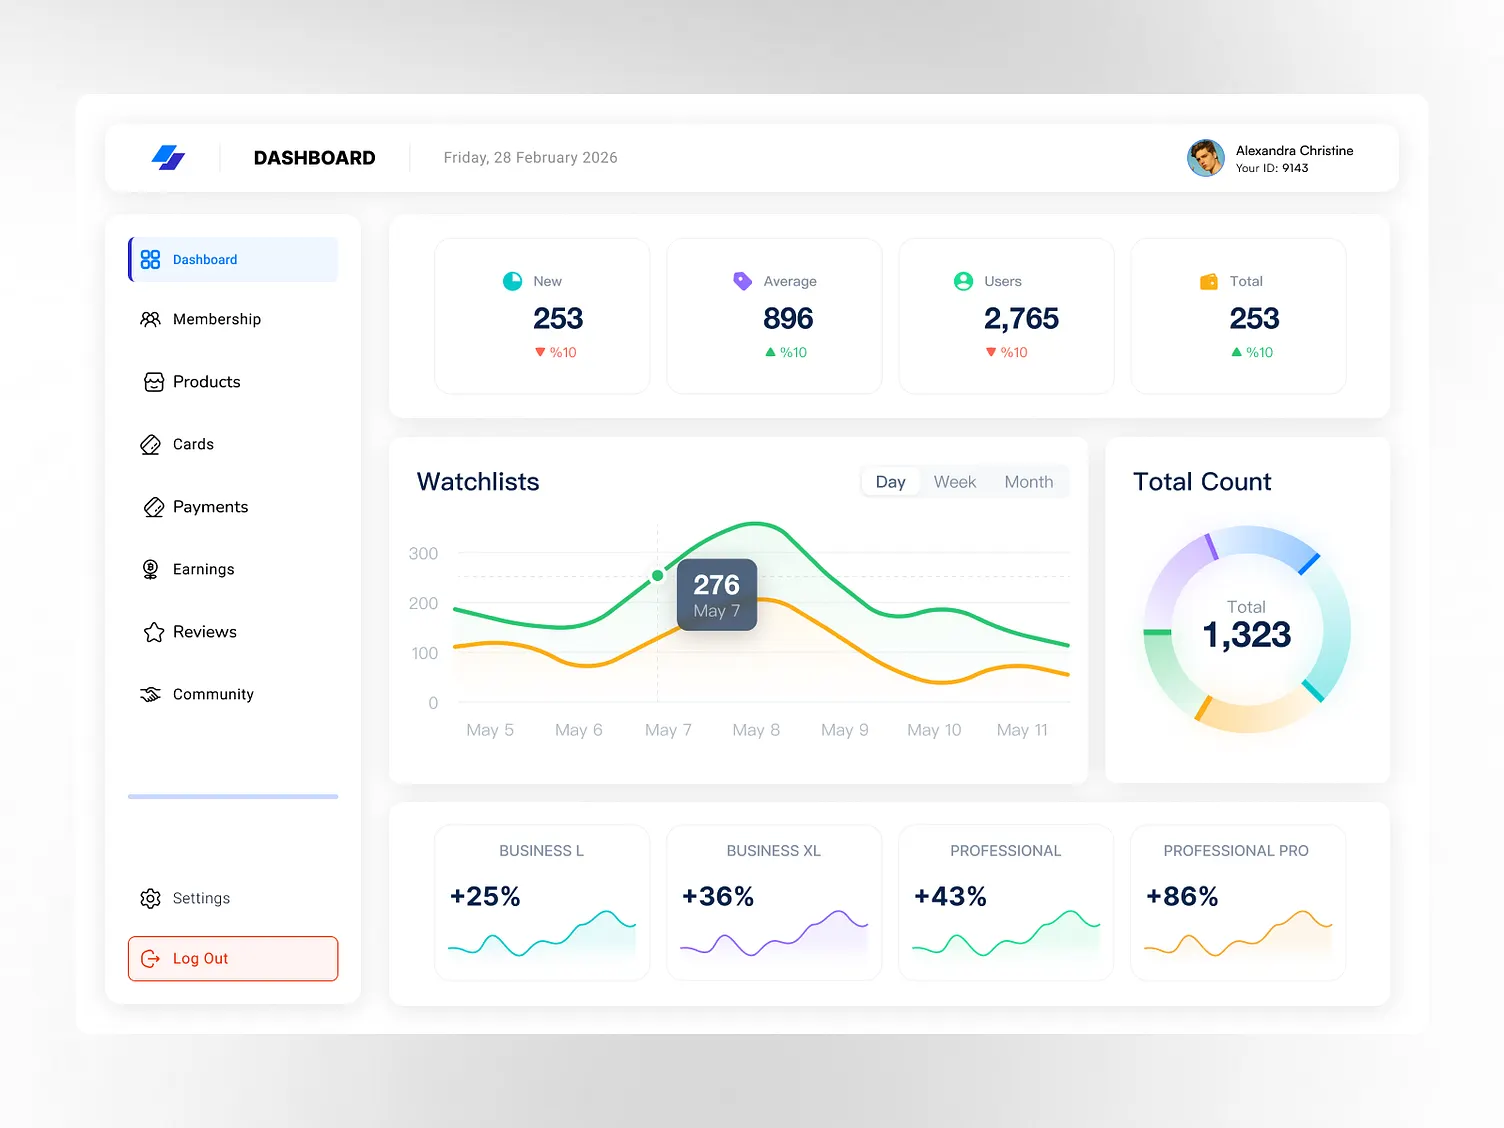 DASHBOARD
Friday, 28 February 2026
Alexandra Christine
Your ID: 9143
Dashboard
Membership
Products
Cards
Payments
Earnings
Reviews
Community
Settings
Log Out
New
253
%10
Average
896
%10
Users
2,765
%10
Total
253
%10
Watchlists
Day Week Month
300
200
100
0
276
May 7
May 5 May 6 May 7 May 8 May 9 May 10 May 11
Total Count
Total
1,323
BUSINESS L
+25%
BUSINESS XL
+36%
PROFESSIONAL
+43%
PROFESSIONAL PRO
+86%